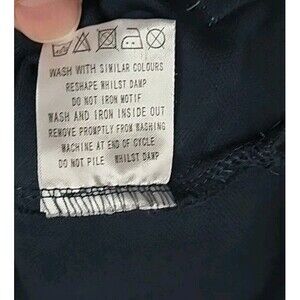 WASH WITH SIMILAR COLOURS
RESHAPE WHILST DAMP
DO NOT IRON MOTIF
WASH AND IRON INSIDE OUT
REMOVE PROMPTLY FROM WASHING
MACHINE AT END OF CYCLE
DO NOT PILE WHILST DAMP